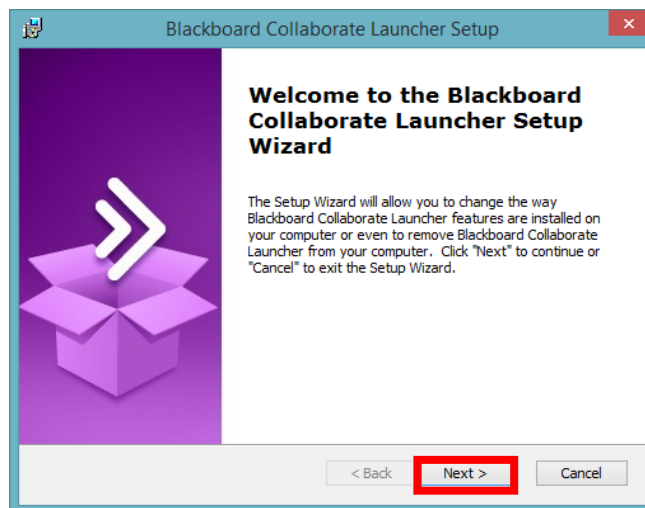 Blackboard Collaborate Launcher Setup
Welcome to the Blackboard
Collaborate Launcher Setup
Wizard
The Setup Wizard will allow you to change the way
Blackboard Collaborate Launcher features are installed on
your computer or even to remove Blackboard Collaborate
Launcher from your computer.  Click "Next" to continue or
"Cancel" to exit the Setup Wizard.
< Back Next > Cancel